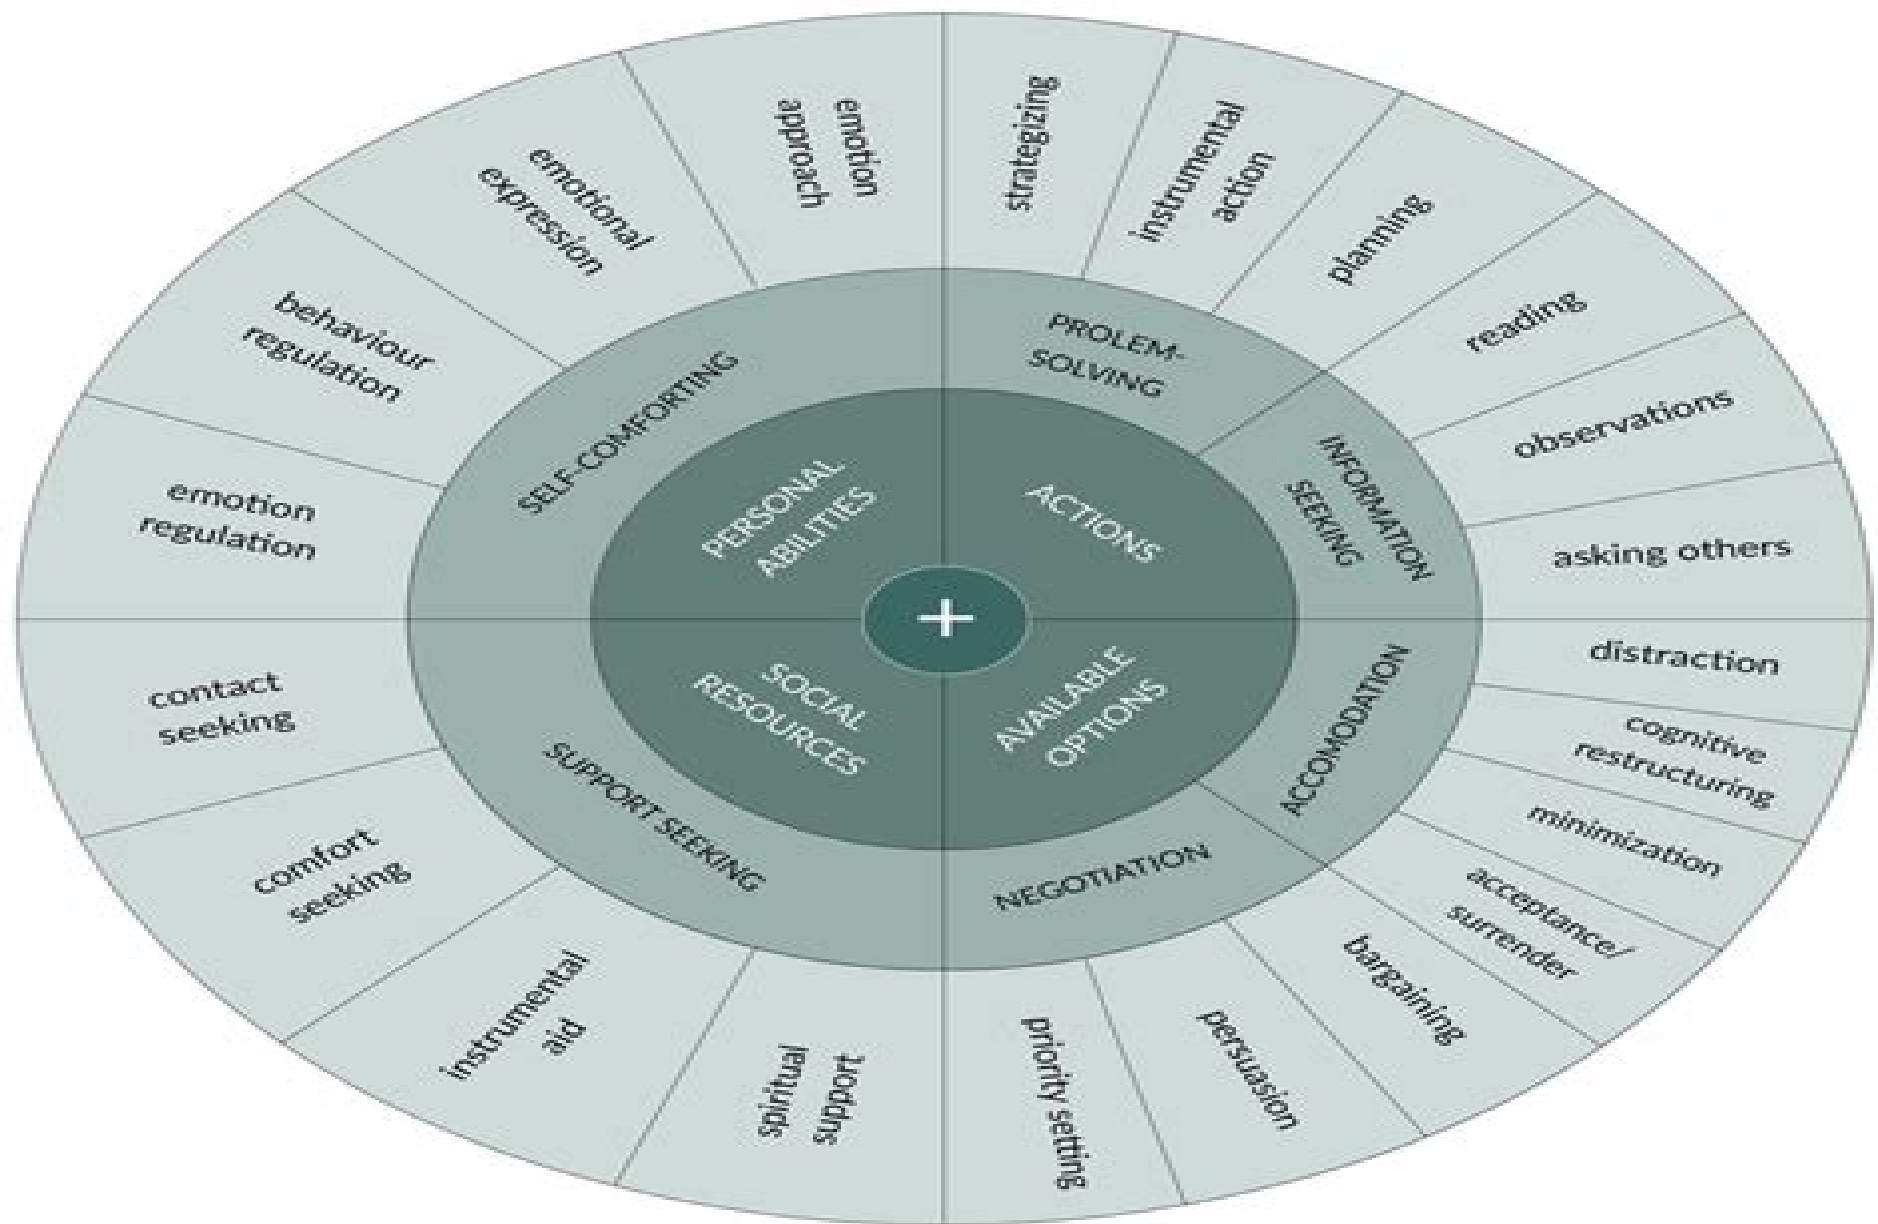 emotion
approach
strategizing
instrumental
action
planning
reading
observations
asking others
distraction
cognitive
restructuring
minimization
acceptance/
surrender
bargaining
persuasion
priority setting
spiritual
support
instrumental
aid
comfort
seeking
contact
seeking
emotion
regulation
behaviour
regulation
emotional
expression
SELF-COMFORTING
PROLEM-
SOLVING
INFORMATION
SEEKING
ACCOMODATION
NEGOTIATION
SUPPORT SEEKING
PERSONAL
ABILITIES
ACTIONS
AVAILABLE
OPTIONS
SOCIAL
RESOURCES
+